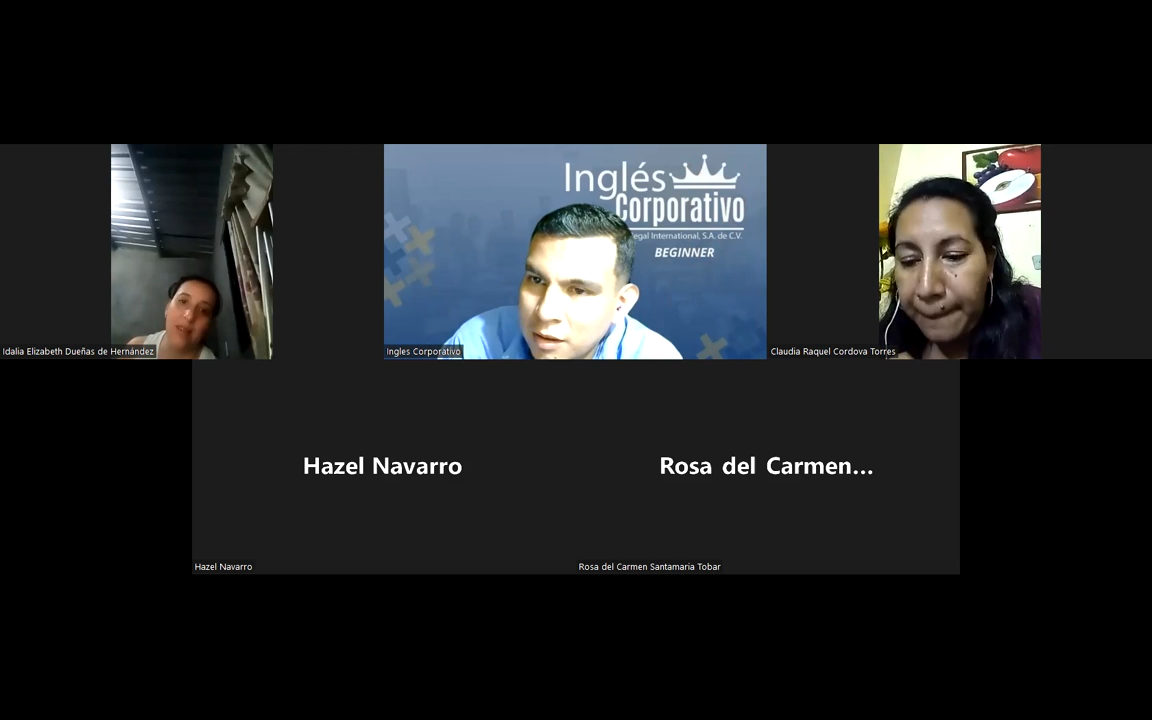 Inglés
Corporativo
egal International, S.A. de C.V.
BEGINNER
Idalia Elizabeth Dueñas de Hernández
Ingles Corporativo
Claudia Raquel Cordova Torres
Hazel Navarro
Rosa del Carmen...
Hazel Navarro
Rosa del Carmen Santamaria Tobar